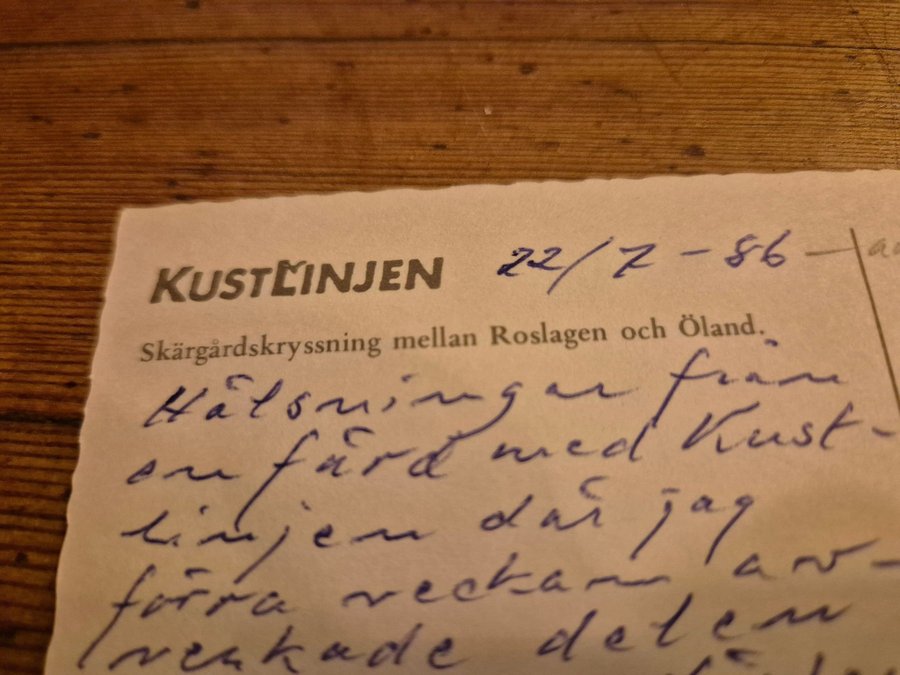 KUSTLINJEN 22/7-86
Skärgårdskryssning mellan Roslagen och Öland.
Hälsningar från
en färd med Kust-
linjen där jag
förra veckan av-
verkade delen